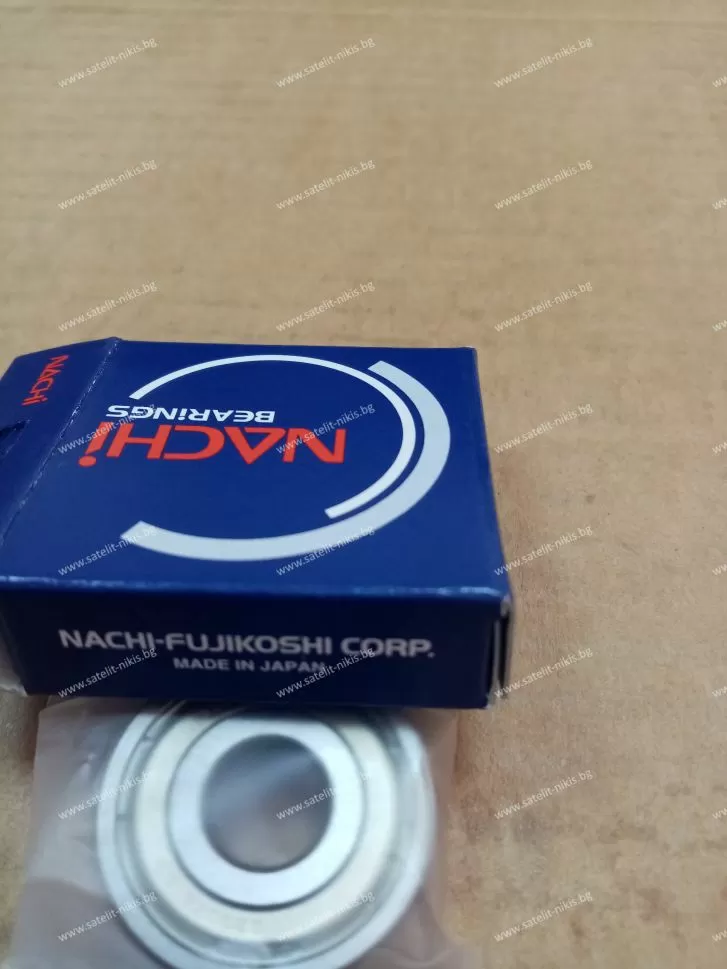 NACHi
BEARiNGS
NACHi
NACHI-FUJIKOSHI CORP.
MADE IN JAPAN
www.satelit-nikis.bg